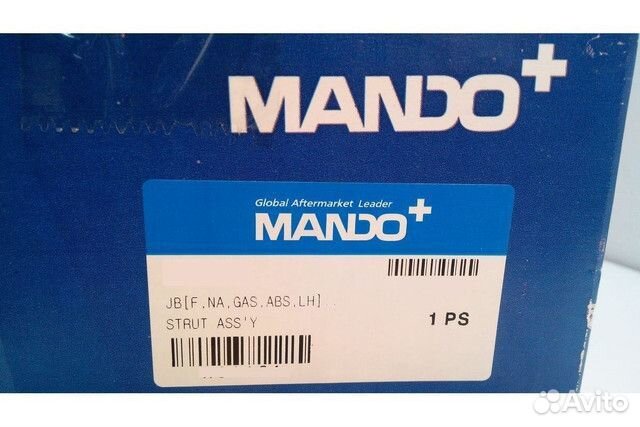 MANDO+
Global Aftermarket Leader
MANDO+
JB[F,NA,GAS,ABS,LH]
STRUT ASS'Y
1 PS
Avito